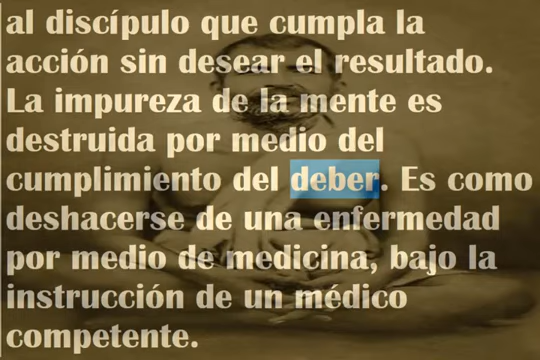 al discípulo que cumpla la
acción sin desear el resultado.
La impureza de la mente es
destruida por medio del
cumplimiento del deber. Es como
deshacerse de una enfermedad
por medio de medicina, bajo la
instrucción de un médico
competente.